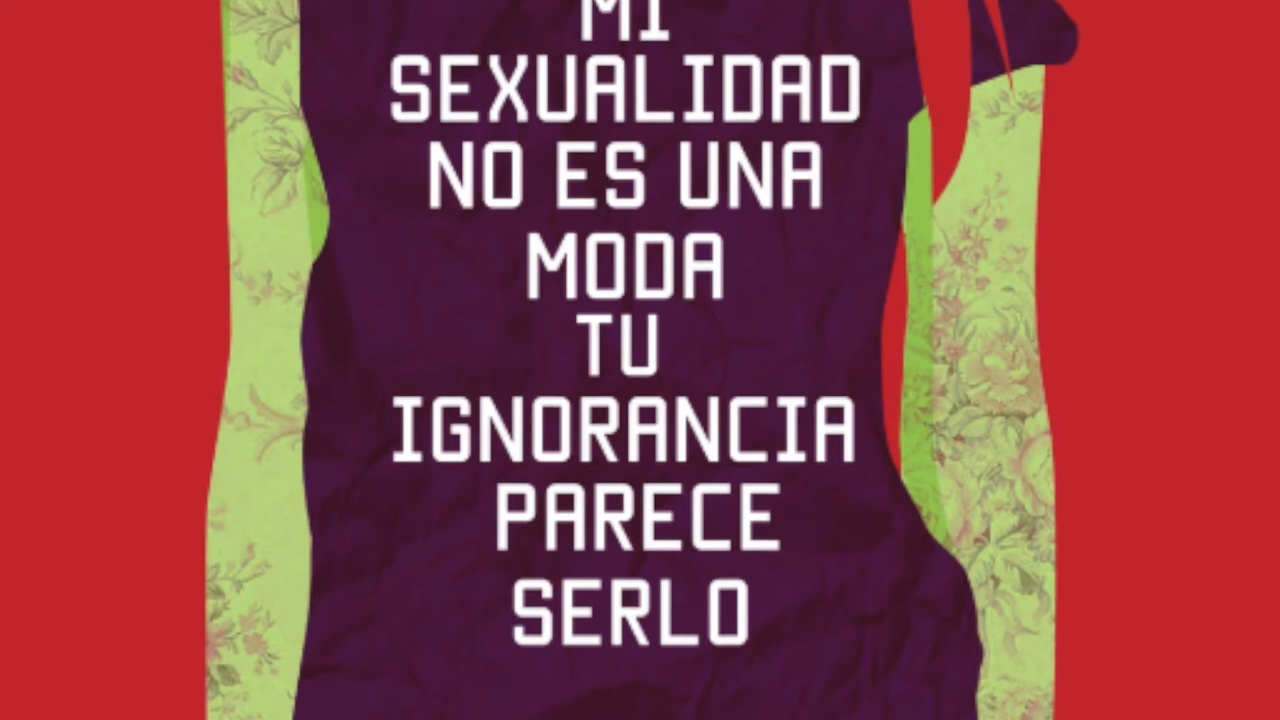 MI
SEXUALIDAD
NO ES UNA
MODA
TU
IGNORANCIA
PARECE
SERLO